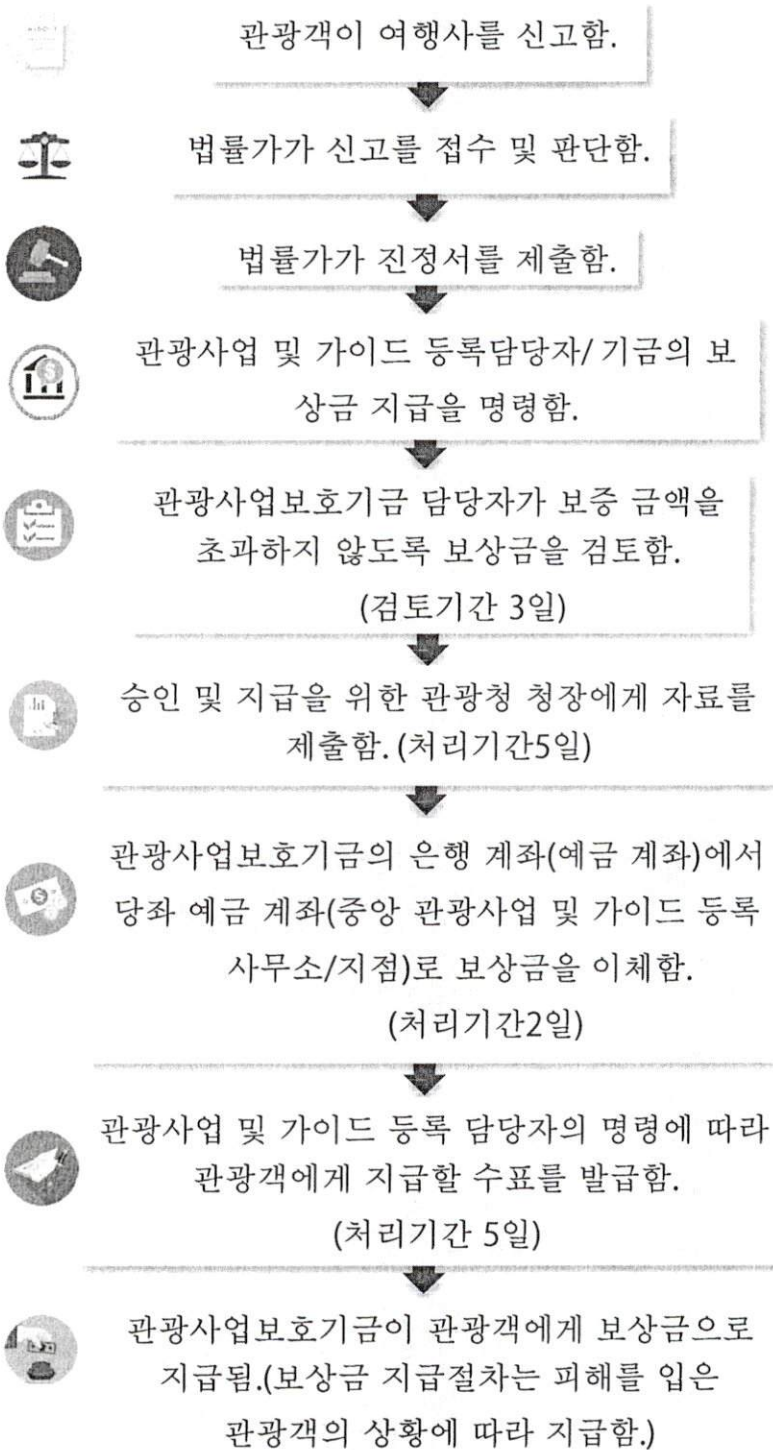 관광객이 여행사를 신고함.
법률가가 신고를 접수 및 판단함.
법률가가 진정서를 제출함.
관광사업 및 가이드 등록담당자/ 기금의 보
상금 지급을 명령함.
관광사업보호기금 담당자가 보증 금액을
초과하지 않도록 보상금을 검토함.
(검토기간 3일)
승인 및 지급을 위한 관광청 청장에게 자료를
제출함. (처리기간5일)
관광사업보호기금의 은행 계좌(예금 계좌)에서
당좌 예금 계좌(중앙 관광사업 및 가이드 등록
사무소/지점)로 보상금을 이체함.
(처리기간2일)
관광사업 및 가이드 등록 담당자의 명령에 따라
관광객에게 지급할 수표를 발급함.
(처리기간 5일)
관광사업보호기금이 관광객에게 보상금으로
지급됨.(보상금 지급절차는 피해를 입은
관광객의 상황에 따라 지급함.)